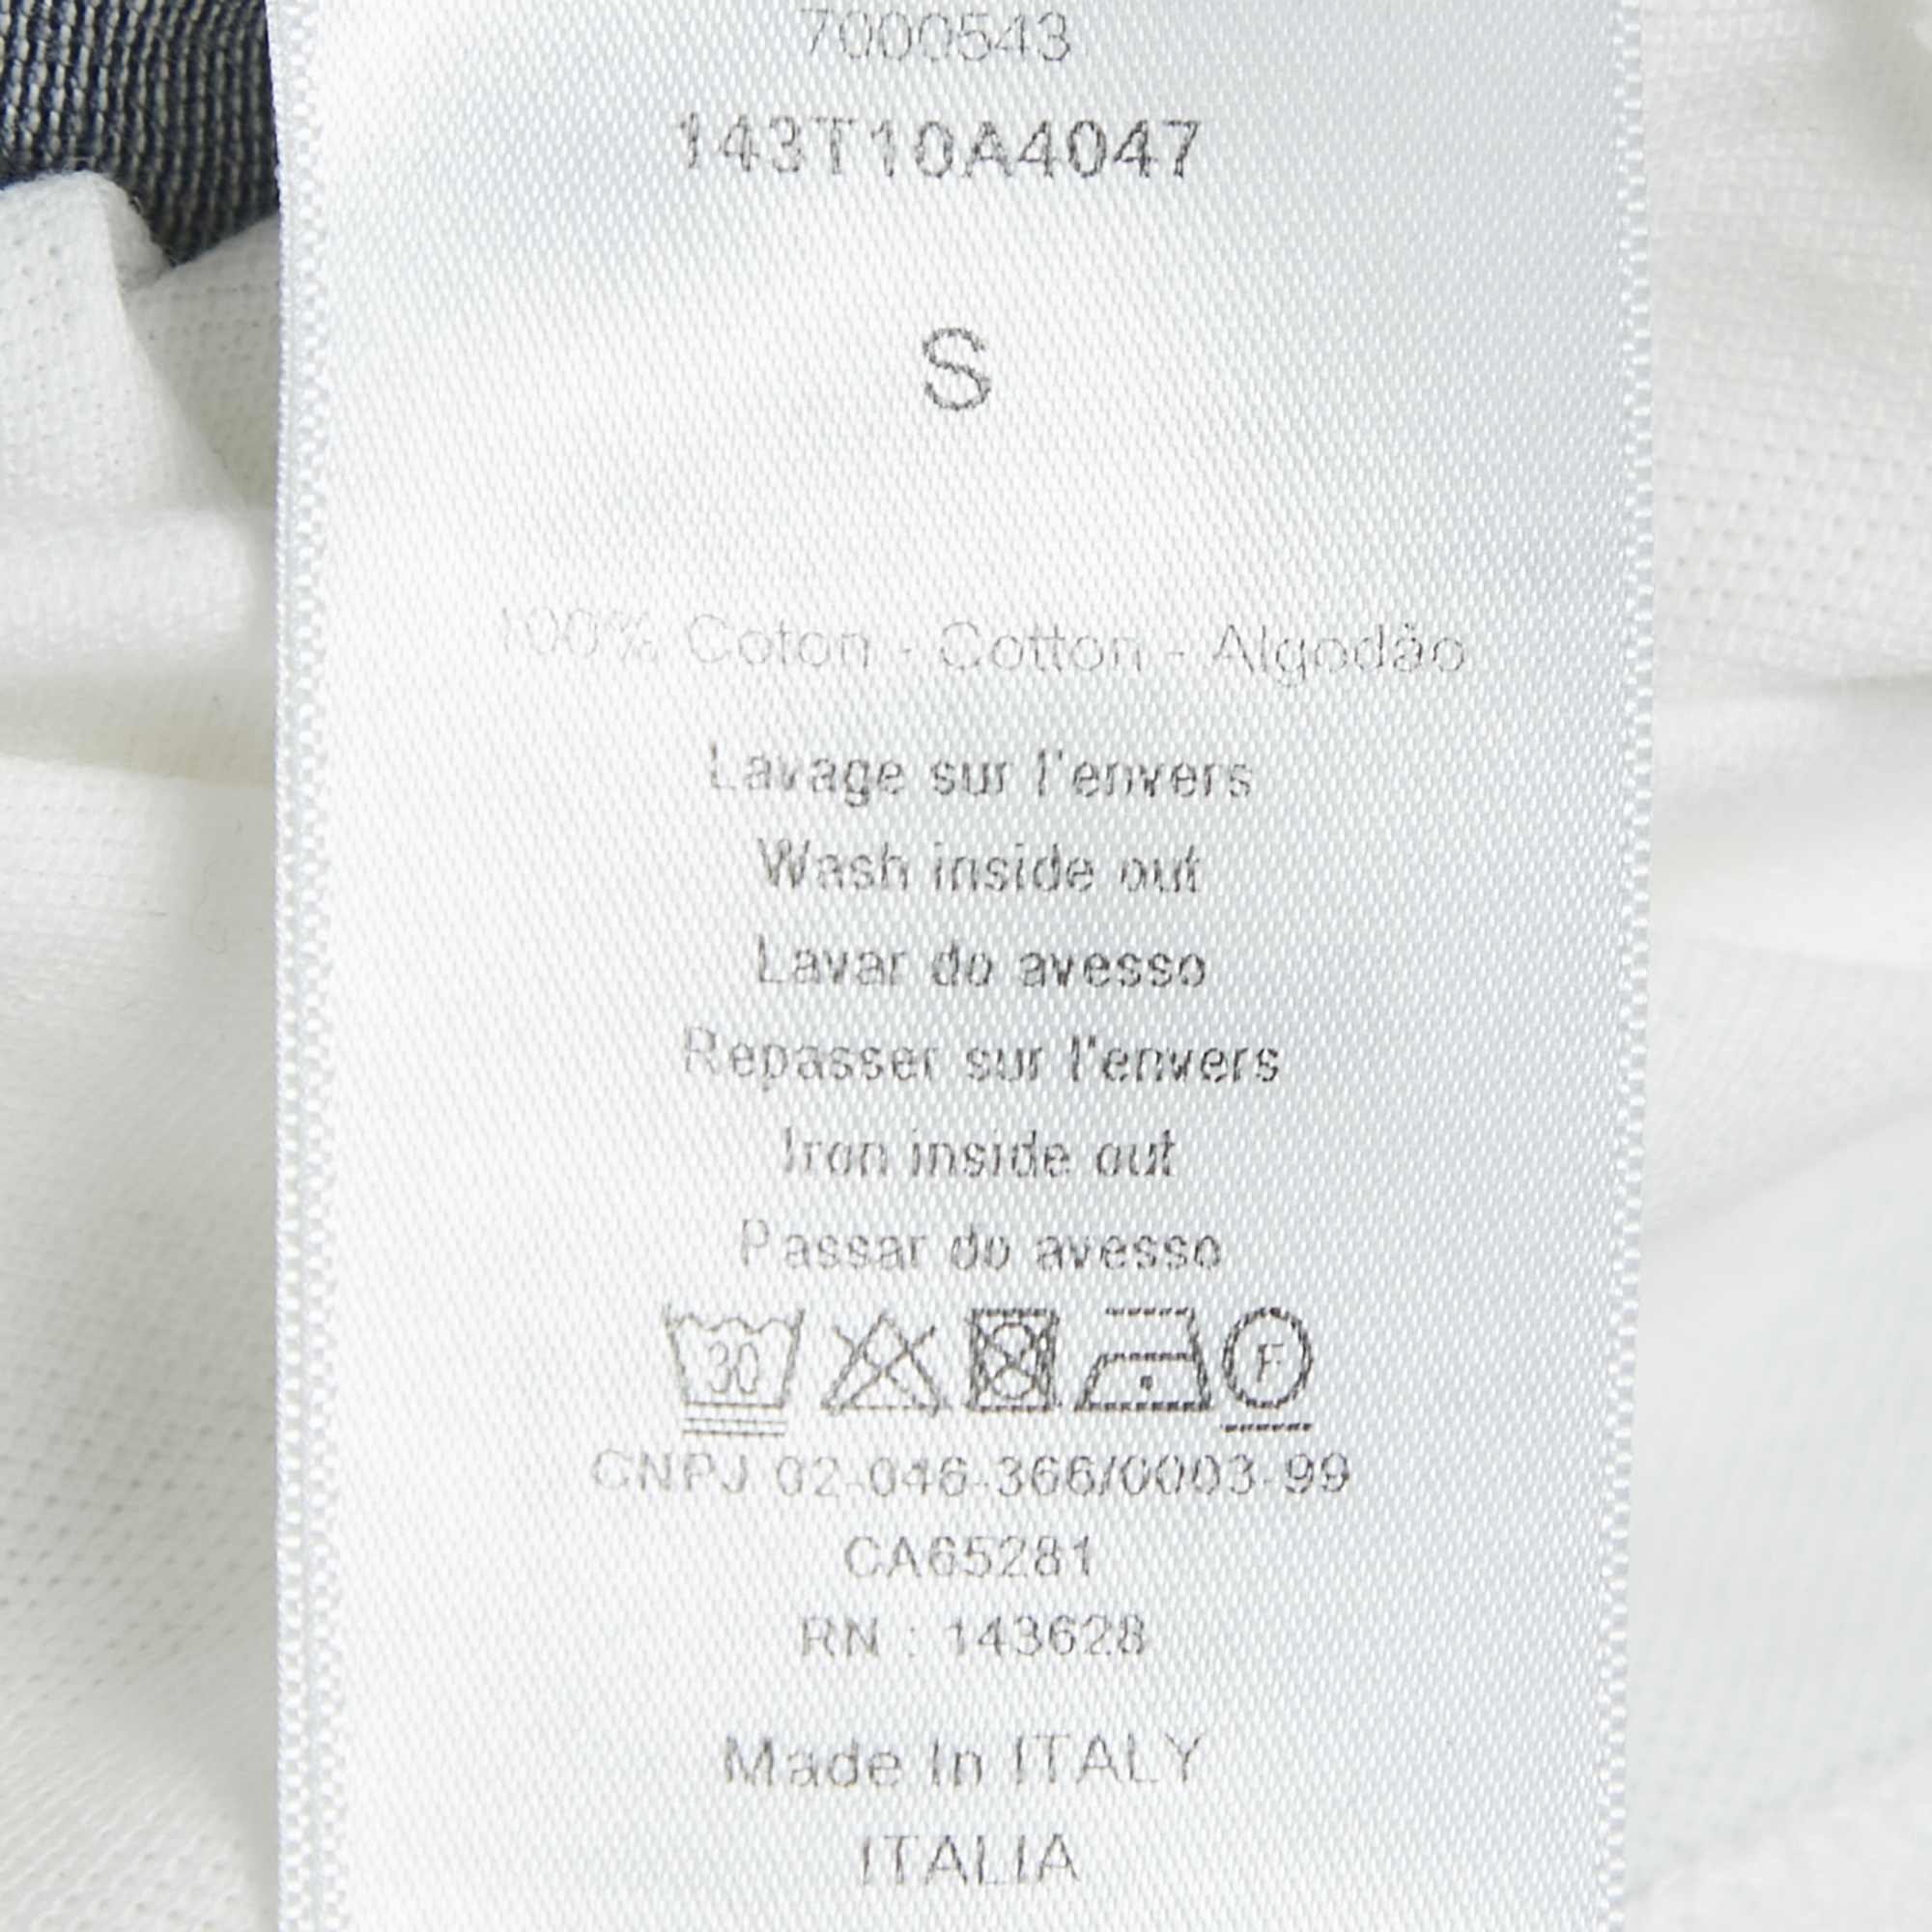 7000543
143T10A4047
S
100% Coton - Cotton - Algodão
Lavage sur l'envers
Wash inside out
Lavar do avesso
Repasser sur l'envers
Iron inside out
Passar do avesso
30 F
CNPJ 02-046-366/0003-99
CA65281
RN : 143628
Made In ITALY
ITALIA